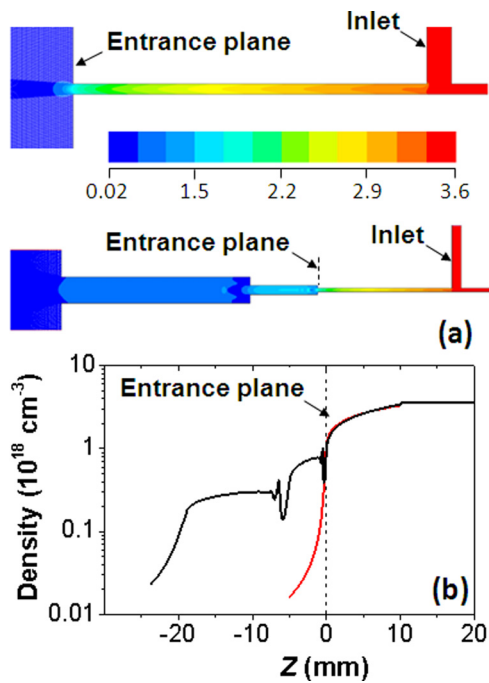 Entrance plane
Inlet
0.02 1.5 2.2 2.9 3.6
Entrance plane
Inlet
(a)
10
Entrance plane
1
0.1
(b)
0.01
Density (10¹⁸ cm⁻³)
-20 -10 0 10 20
Z (mm)